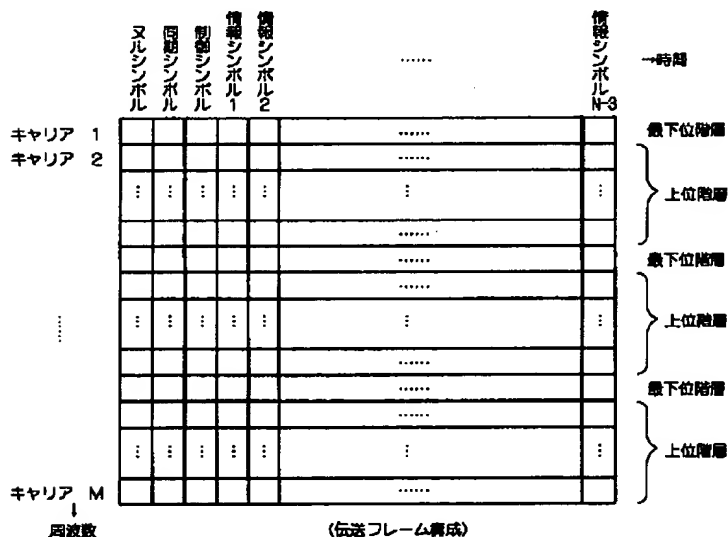 ヌルシンボル
同期シンボル
制御シンボル
情報シンボル1
情報シンボル2
……
情報シンボルN-3
→時間
キャリア 1
……
最下位階層
キャリア 2
……
上位階層
……
……
最下位階層
……
上位階層
……
……
最下位階層
……
上位階層
キャリア M
……
↓
周波数
(伝送フレーム構成)